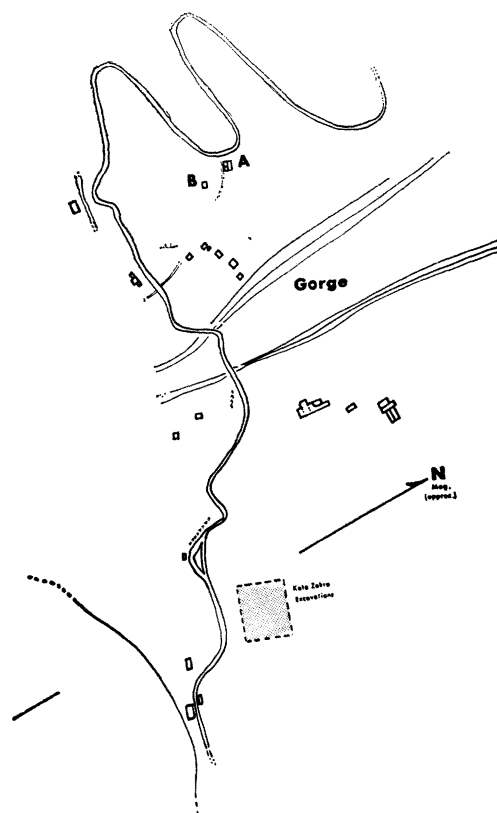 A
B
Gorge
N
Mag.
(approx.)
Kato Zakro
Excavations